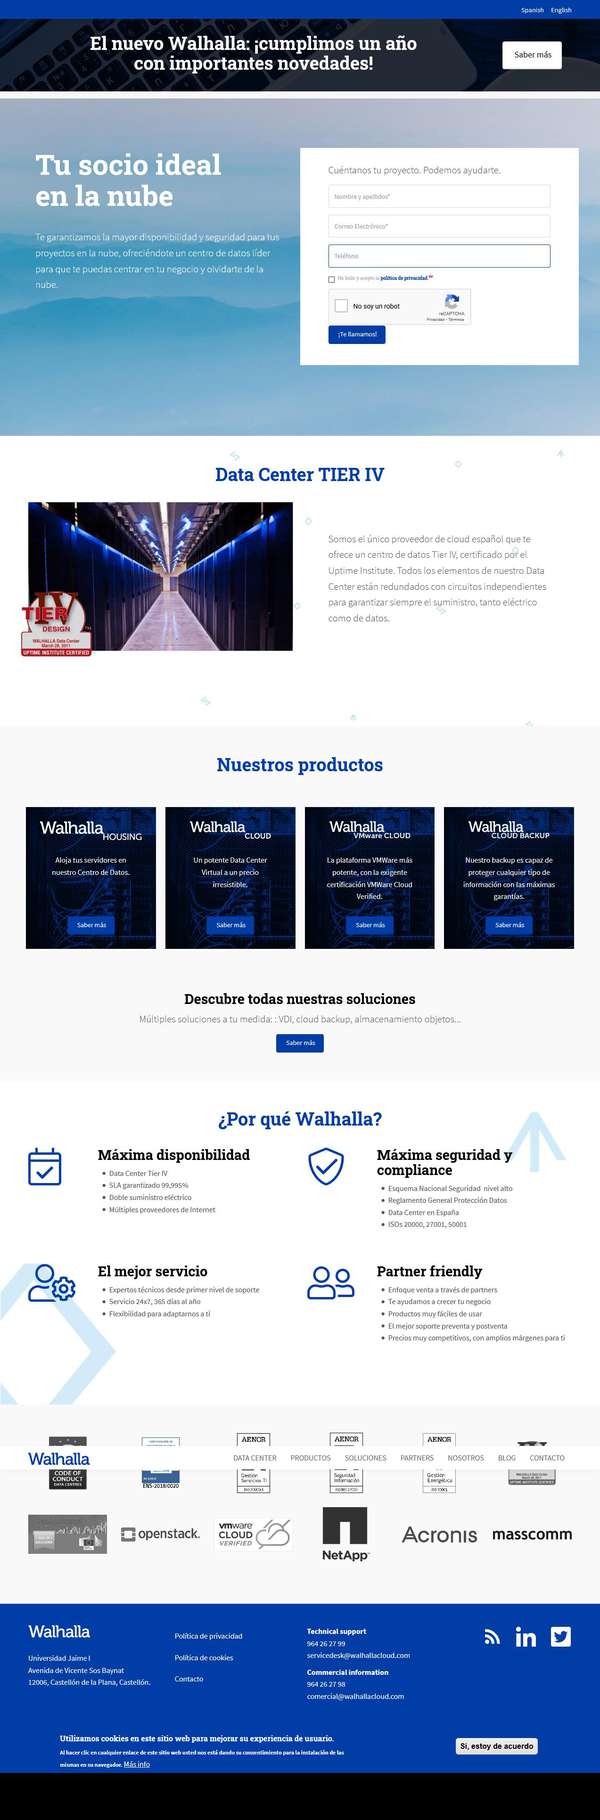 Spanish English
El nuevo Walhalla: ¡cumplimos un año
con importantes novedades!
Saber más
Tu socio ideal
en la nube
Te garantizamos la mayor disponibilidad y seguridad para tus
proyectos en la nube, ofreciéndote un centro de datos líder
para que te puedas centrar en tu negocio y olvidarte de la
nube.
Cuéntanos tu proyecto. Podemos ayudarte.
Nombre y apellidos*
Correo Electrónico*
Teléfono
He leído y acepto la política de privacidad.*
No soy un robot
reCAPTCHA
Privacidad - Términos
¡Te llamamos!
Data Center TIER IV
IV
TIER
DESIGN
TM
WALHALLA Data Center
March 28, 2011
UPTIME INSTITUTE CERTIFIED
Somos el único proveedor de cloud español que te
ofrece un centro de datos Tier IV, certificado por el
Uptime Institute. Todos los elementos de nuestro Data
Center están redundados con circuitos independientes
para garantizar siempre el suministro, tanto eléctrico
como de datos.
Nuestros productos
Walhalla
HOUSING
Aloja tus servidores en
nuestro Centro de Datos.
Saber más
Walhalla
CLOUD
Un potente Data Center
Virtual a un precio
irresistible.
Saber más
Walhalla
VMware CLOUD
La plataforma VMWare más
potente, con la exigente
certificación VMWare Cloud
Verified.
Saber más
Walhalla
CLOUD BACKUP
Nuestro backup es capaz de
proteger cualquier tipo de
información con las máximas
garantías.
Saber más
Descubre todas nuestras soluciones
Múltiples soluciones a tu medida: : VDI, cloud backup, almacenamiento objetos...
Saber más
¿Por qué Walhalla?
Máxima disponibilidad
Data Center Tier IV
SLA garantizado 99,995%
Doble suministro eléctrico
Múltiples proveedores de Internet
Máxima seguridad y
compliance
Esquema Nacional Seguridad nivel alto
Reglamento General Protección Datos
Data Center en España
ISOs 20000, 27001, 50001
El mejor servicio
Expertos técnicos desde primer nivel de soporte
Servicio 24x7, 365 días al año
Flexibilidad para adaptarnos a ti
Partner friendly
Enfoque venta a través de partners
Te ayudamos a crecer tu negocio
Productos muy fáciles de usar
El mejor soporte preventa y postventa
Precios muy competitivos, con amplios márgenes para ti
AENOR AENOR AENOR
Walhalla
DATA CENTER PRODUCTOS SOLUCIONES PARTNERS NOSOTROS BLOG CONTACTO
CODE OF
CONDUCT
DATA CENTRES
ENS-2018/0020
Gestión
Servicios TI
Seguridad
Información
Gestión
Energética
openstack.
vmware
CLOUD
VERIFIED
NetApp
Acronis
masscomm
Walhalla
Universidad Jaime I
Avenida de Vicente Sos Baynat
12006, Castellón de la Plana, Castellón.
Política de privacidad
Política de cookies
Contacto
Technical support
964 26 27 99
servicedesk@walhallacloud.com
Commercial information
964 26 27 98
comercial@walhallacloud.com
Utilizamos cookies en este sitio web para mejorar su experiencia de usuario.
Al hacer clic en cualquier enlace de este sitio web usted nos está dando su consentimiento para la instalación de las
mismas en su navegador. Más info
Sí, estoy de acuerdo